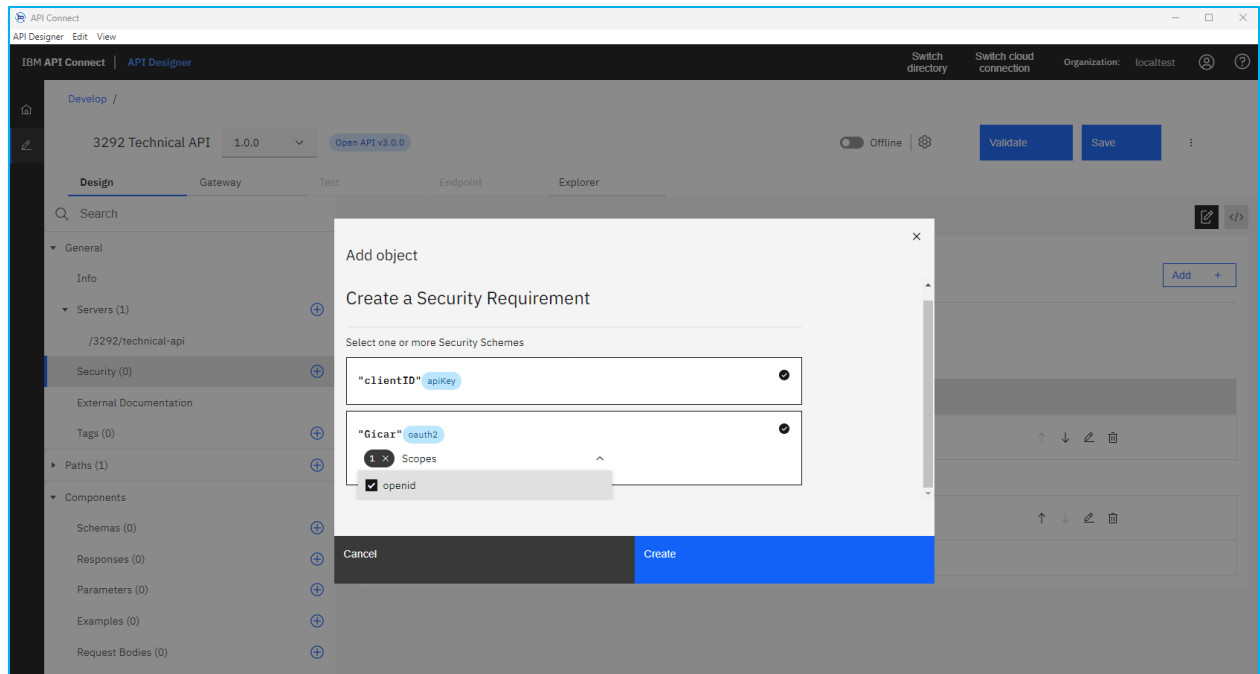 API Connect
API Designer Edit View
IBM API Connect | API Designer
Switch directory
Switch cloud connection
Organization: localtest
Develop /
3292 Technical API
1.0.0
Open API v3.0.0
Offline
Validate
Save
Design
Gateway
Test
Endpoint
Explorer
Search
General
Info
Servers (1)
/3292/technical-api
Security (0)
External Documentation
Tags (0)
Paths (1)
Components
Schemas (0)
Responses (0)
Parameters (0)
Examples (0)
Request Bodies (0)
</>
Add +
Add object
Create a Security Requirement
Select one or more Security Schemes
"clientID" apiKey
"Gicar" oauth2
1 × Scopes
openid
Cancel
Create